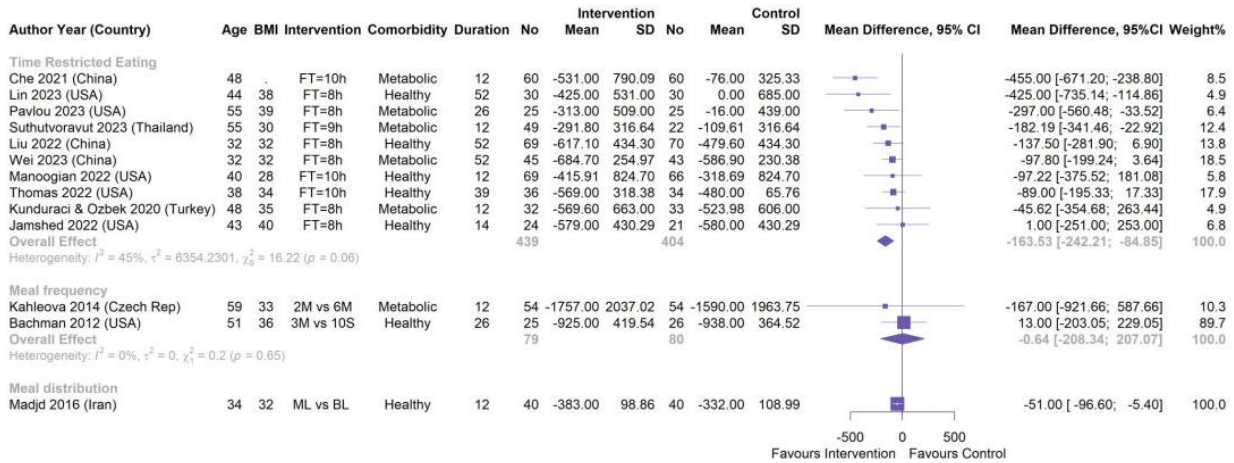 Intervention Control
Author Year (Country) Age BMI Intervention Comorbidity Duration No Mean SD No Mean SD Mean Difference, 95% CI Mean Difference, 95%CI Weight%
Time Restricted Eating
Che 2021 (China) 48 . FT=10h Metabolic 12 60 -531.00 790.09 60 -76.00 325.33 -455.00 [-671.20; -238.80] 8.5
Lin 2023 (USA) 44 38 FT=8h Healthy 52 30 -425.00 531.00 30 0.00 685.00 -425.00 [-735.14; -114.86] 4.9
Pavlou 2023 (USA) 55 39 FT=8h Metabolic 26 25 -313.00 509.00 25 -16.00 439.00 -297.00 [-560.48; -33.52] 6.4
Suthutvoravut 2023 (Thailand) 55 30 FT=9h Metabolic 12 49 -291.80 316.64 22 -109.61 316.64 -182.19 [-341.46; -22.92] 12.4
Liu 2022 (China) 32 32 FT=8h Healthy 52 69 -617.10 434.30 70 -479.60 434.30 -137.50 [-281.90; 6.90] 13.8
Wei 2023 (China) 32 32 FT=8h Metabolic 52 45 -684.70 254.97 43 -586.90 230.38 -97.80 [-199.24; 3.64] 18.5
Manoogian 2022 (USA) 40 28 FT=10h Healthy 12 69 -415.91 824.70 66 -318.69 824.70 -97.22 [-375.52; 181.08] 5.8
Thomas 2022 (USA) 38 34 FT=10h Healthy 39 36 -569.00 318.38 34 -480.00 65.76 -89.00 [-195.33; 17.33] 17.9
Kunduraci & Ozbek 2020 (Turkey) 48 35 FT=8h Metabolic 12 32 -569.60 663.00 33 -523.98 606.00 -45.62 [-354.68; 263.44] 4.9
Jamshed 2022 (USA) 43 40 FT=8h Healthy 14 24 -579.00 430.29 21 -580.00 430.29 1.00 [-251.00; 253.00] 6.8
Overall Effect 439 404 -163.53 [-242.21; -84.85] 100.0
Heterogeneity: I² = 45%, τ² = 6354.2301, χ²₉ = 16.22 (p = 0.06)
Meal frequency
Kahleova 2014 (Czech Rep) 59 33 2M vs 6M Metabolic 12 54 -1757.00 2037.02 54 -1590.00 1963.75 -167.00 [-921.66; 587.66] 10.3
Bachman 2012 (USA) 51 36 3M vs 10S Healthy 26 25 -925.00 419.54 26 -938.00 364.52 13.00 [-203.05; 229.05] 89.7
Overall Effect 79 80 -0.64 [-208.34; 207.07] 100.0
Heterogeneity: I² = 0%, τ² = 0, χ²₁ = 0.2 (p = 0.65)
Meal distribution
Madjd 2016 (Iran) 34 32 ML vs BL Healthy 12 40 -383.00 98.86 40 -332.00 108.99 -51.00 [ -96.60; -5.40] 100.0
-500 0 500
Favours Intervention Favours Control